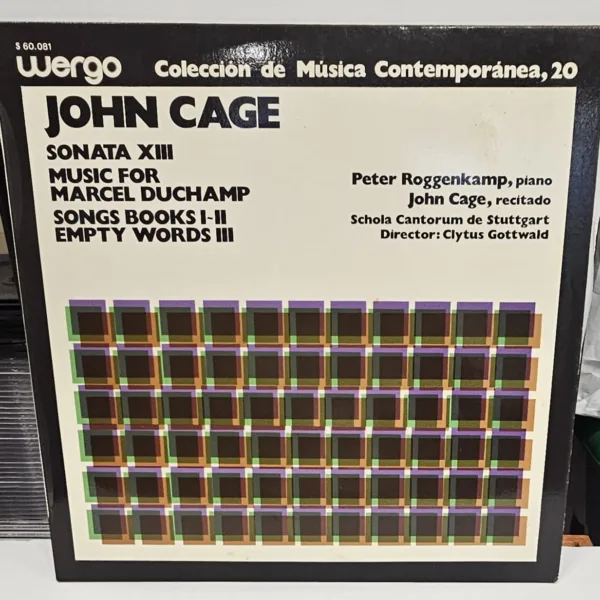 S 60.081
wergo Colección de Música Contemporánea, 20
JOHN CAGE
SONATA XIII
MUSIC FOR
MARCEL DUCHAMP
SONGS BOOKS I-II
EMPTY WORDS III
Peter Roggenkamp, piano
John Cage, recitado
Schola Cantorum de Stuttgart
Director: Clytus Gottwald